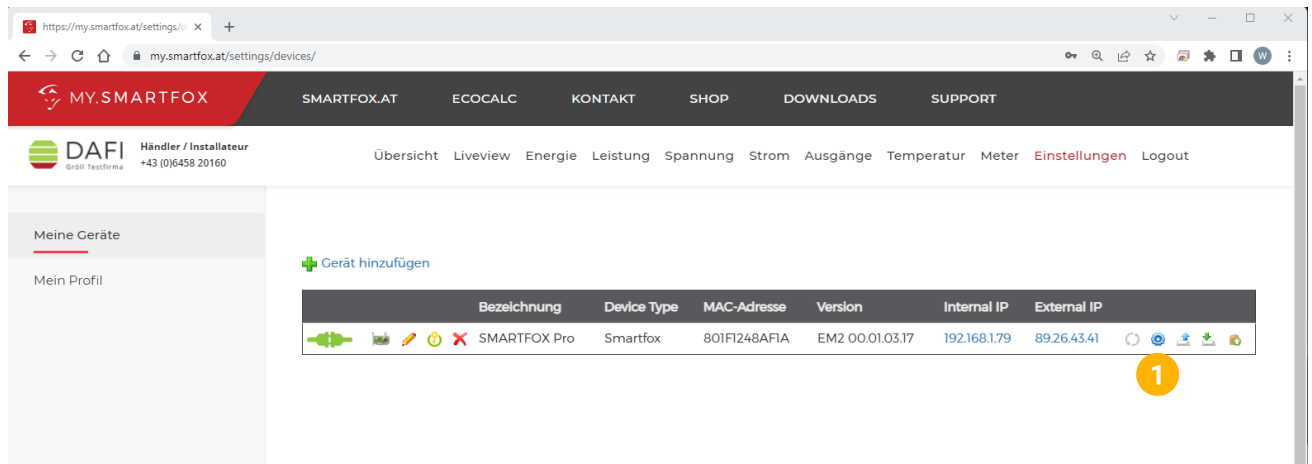 https://my.smartfox.at/settings/d
my.smartfox.at/settings/devices/
W
MY.SMARTFOX
SMARTFOX.AT ECOCALC KONTAKT SHOP DOWNLOADS SUPPORT
DAFI
Gröll Testfirma
Händler / Installateur
+43 (0)6458 20160
Übersicht Liveview Energie Leistung Spannung Strom Ausgänge Temperatur Meter Einstellungen Logout
Meine Geräte
Mein Profil
Gerät hinzufügen
Bezeichnung Device Type MAC-Adresse Version Internal IP External IP
SMARTFOX Pro Smartfox 801F1248AF1A EM2 00.01.03.17 192.168.1.79 89.26.43.41
1